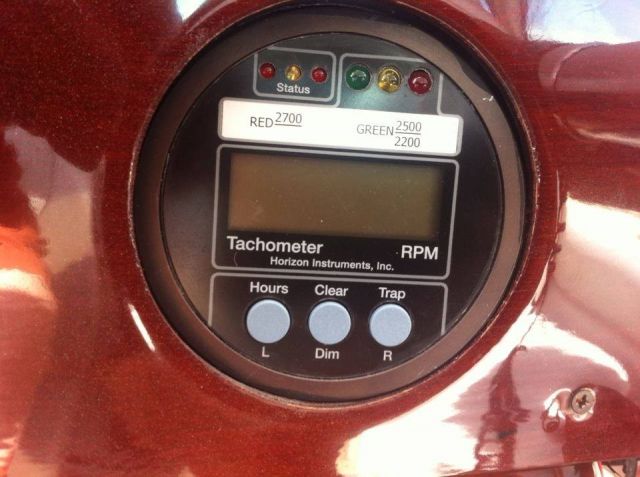 Status
RED 2700
GREEN 2500
2200
Tachometer RPM
Horizon Instruments, Inc.
Hours Clear Trap
L Dim R